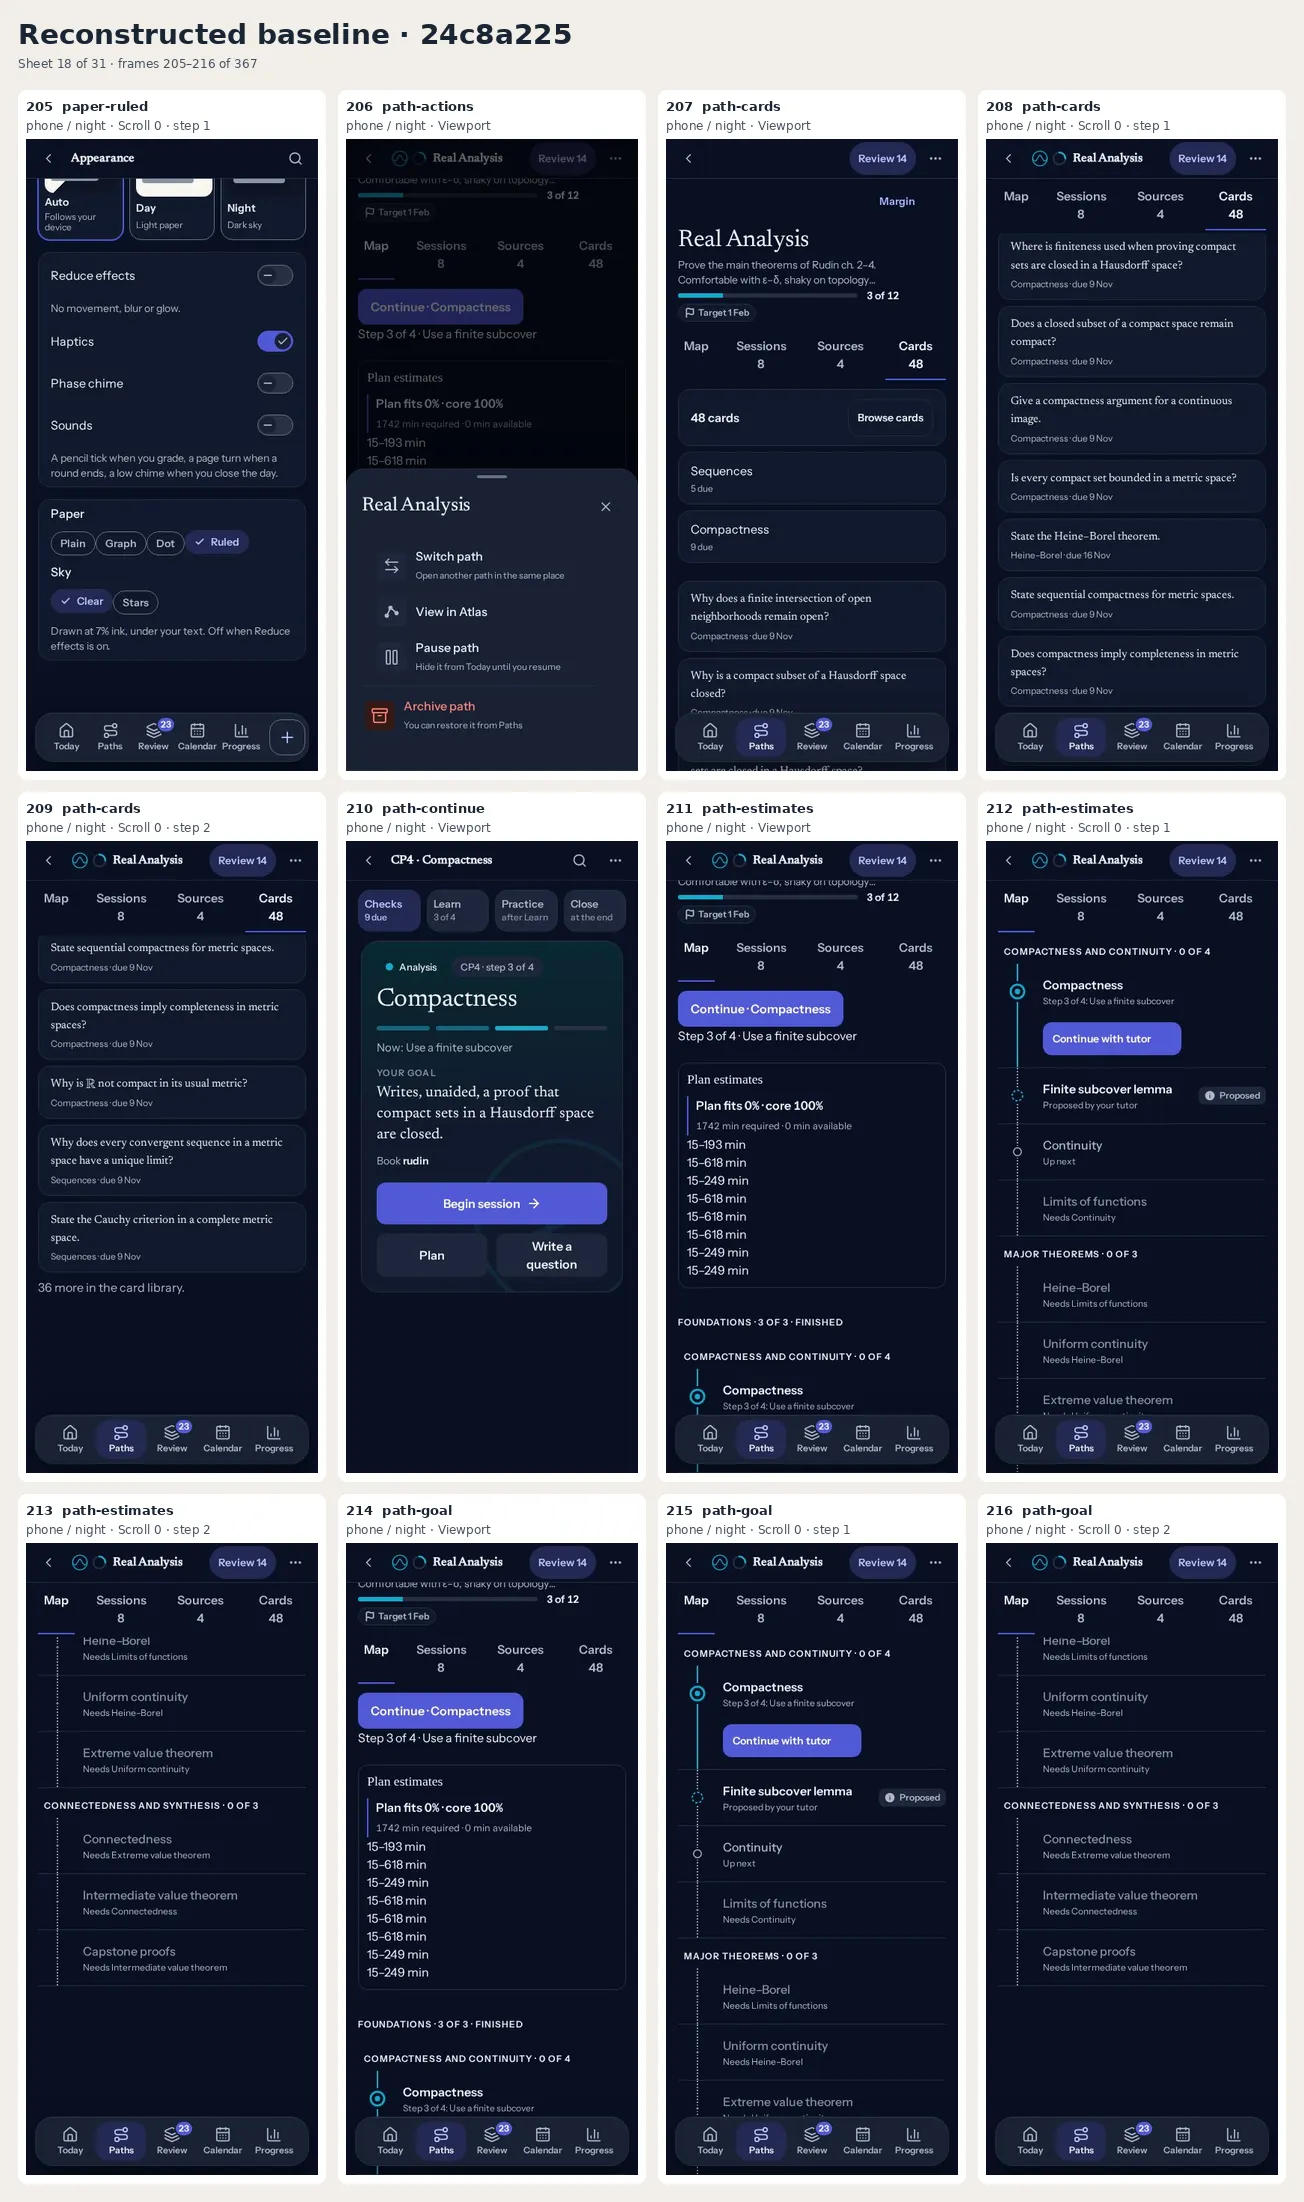 Reconstructed baseline · 24c8a225
Sheet 18 of 31 · frames 205–216 of 367
205 paper-ruled
phone / night · Scroll 0 · step 1
Appearance
Auto
Follows your
device
Day
Light paper
Night
Dark sky
Reduce effects
No movement, blur or glow.
Haptics
Phase chime
Sounds
A pencil tick when you grade, a page turn when a
round ends, a low chime when you close the day.
Paper
Plain
Graph
Dot
Ruled
Sky
Clear
Stars
Drawn at 7% ink, under your text. Off when Reduce
effects is on.
Today
Paths
23
Review
Calendar
Progress
206 path-actions
phone / night · Viewport
Real Analysis
Review 14
Comfortable with ε–δ, shaky on topology…
3 of 12
Target 1 Feb
Map
Sessions
8
Sources
4
Cards
48
Continue · Compactness
Step 3 of 4 · Use a finite subcover
Plan estimates
Plan fits 0% · core 100%
1742 min required · 0 min available
15–193 min
15–618 min
Real Analysis
Switch path
Open another path in the same place
View in Atlas
Pause path
Hide it from Today until you resume
Archive path
You can restore it from Paths
207 path-cards
phone / night · Viewport
Review 14
Margin
Real Analysis
Prove the main theorems of Rudin ch. 2–4.
Comfortable with ε–δ, shaky on topology…
3 of 12
Target 1 Feb
Map
Sessions
8
Sources
4
Cards
48
48 cards
Browse cards
Sequences
5 due
Compactness
9 due
Why does a finite intersection of open
neighborhoods remain open?
Compactness · due 9 Nov
Why is a compact subset of a Hausdorff space
closed?
Compactness · due 9 Nov
Today
Paths
23
Review
Calendar
Progress
sets are closed in a Hausdorff space?
208 path-cards
phone / night · Scroll 0 · step 1
Real Analysis
Review 14
Map
Sessions
8
Sources
4
Cards
48
Where is finiteness used when proving compact
sets are closed in a Hausdorff space?
Compactness · due 9 Nov
Does a closed subset of a compact space remain
compact?
Compactness · due 9 Nov
Give a compactness argument for a continuous
image.
Compactness · due 9 Nov
Is every compact set bounded in a metric space?
Compactness · due 9 Nov
State the Heine–Borel theorem.
Heine–Borel · due 16 Nov
State sequential compactness for metric spaces.
Compactness · due 9 Nov
Does compactness imply completeness in metric
spaces?
Compactness · due 9 Nov
Today
Paths
23
Review
Calendar
Progress
209 path-cards
phone / night · Scroll 0 · step 2
Real Analysis
Review 14
Map
Sessions
8
Sources
4
Cards
48
State sequential compactness for metric spaces.
Compactness · due 9 Nov
Does compactness imply completeness in metric
spaces?
Compactness · due 9 Nov
Why is ℝ not compact in its usual metric?
Compactness · due 9 Nov
Why does every convergent sequence in a metric
space have a unique limit?
Sequences · due 9 Nov
State the Cauchy criterion in a complete metric
space.
Sequences · due 9 Nov
36 more in the card library.
Today
Paths
23
Review
Calendar
Progress
210 path-continue
phone / night · Viewport
CP4 · Compactness
Checks
9 due
Learn
3 of 4
Practice
after Learn
Close
at the end
Analysis
CP4 · step 3 of 4
Compactness
Now: Use a finite subcover
YOUR GOAL
Writes, unaided, a proof that
compact sets in a Hausdorff space
are closed.
Book rudin
Begin session
Plan
Write a
question
211 path-estimates
phone / night · Viewport
Real Analysis
Review 14
Comfortable with ε–δ, shaky on topology…
3 of 12
Target 1 Feb
Map
Sessions
8
Sources
4
Cards
48
Continue · Compactness
Step 3 of 4 · Use a finite subcover
Plan estimates
Plan fits 0% · core 100%
1742 min required · 0 min available
15–193 min
15–618 min
15–249 min
15–618 min
15–618 min
15–618 min
15–249 min
15–249 min
FOUNDATIONS · 3 OF 3 · FINISHED
COMPACTNESS AND CONTINUITY · 0 OF 4
Compactness
Step 3 of 4: Use a finite subcover
Today
Paths
23
Review
Calendar
Progress
212 path-estimates
phone / night · Scroll 0 · step 1
Real Analysis
Review 14
Map
Sessions
8
Sources
4
Cards
48
COMPACTNESS AND CONTINUITY · 0 OF 4
Compactness
Step 3 of 4: Use a finite subcover
Continue with tutor
Finite subcover lemma
Proposed by your tutor
Proposed
Continuity
Up next
Limits of functions
Needs Continuity
MAJOR THEOREMS · 0 OF 3
Heine–Borel
Needs Limits of functions
Uniform continuity
Needs Heine–Borel
Extreme value theorem
Today
Paths
23
Review
Calendar
Progress
213 path-estimates
phone / night · Scroll 0 · step 2
Real Analysis
Review 14
Map
Sessions
8
Sources
4
Cards
48
Heine–Borel
Needs Limits of functions
Uniform continuity
Needs Heine–Borel
Extreme value theorem
Needs Uniform continuity
CONNECTEDNESS AND SYNTHESIS · 0 OF 3
Connectedness
Needs Extreme value theorem
Intermediate value theorem
Needs Connectedness
Capstone proofs
Needs Intermediate value theorem
Today
Paths
23
Review
Calendar
Progress
214 path-goal
phone / night · Viewport
Real Analysis
Review 14
Comfortable with ε–δ, shaky on topology…
3 of 12
Target 1 Feb
Map
Sessions
8
Sources
4
Cards
48
Continue · Compactness
Step 3 of 4 · Use a finite subcover
Plan estimates
Plan fits 0% · core 100%
1742 min required · 0 min available
15–193 min
15–618 min
15–249 min
15–618 min
15–618 min
15–618 min
15–249 min
15–249 min
FOUNDATIONS · 3 OF 3 · FINISHED
COMPACTNESS AND CONTINUITY · 0 OF 4
Compactness
Step 3 of 4: Use a finite subcover
Today
Paths
23
Review
Calendar
Progress
215 path-goal
phone / night · Scroll 0 · step 1
Real Analysis
Review 14
Map
Sessions
8
Sources
4
Cards
48
COMPACTNESS AND CONTINUITY · 0 OF 4
Compactness
Step 3 of 4: Use a finite subcover
Continue with tutor
Finite subcover lemma
Proposed by your tutor
Proposed
Continuity
Up next
Limits of functions
Needs Continuity
MAJOR THEOREMS · 0 OF 3
Heine–Borel
Needs Limits of functions
Uniform continuity
Needs Heine–Borel
Extreme value theorem
Today
Paths
23
Review
Calendar
Progress
216 path-goal
phone / night · Scroll 0 · step 2
Real Analysis
Review 14
Map
Sessions
8
Sources
4
Cards
48
Heine–Borel
Needs Limits of functions
Uniform continuity
Needs Heine–Borel
Extreme value theorem
Needs Uniform continuity
CONNECTEDNESS AND SYNTHESIS · 0 OF 3
Connectedness
Needs Extreme value theorem
Intermediate value theorem
Needs Connectedness
Capstone proofs
Needs Intermediate value theorem
Today
Paths
23
Review
Calendar
Progress